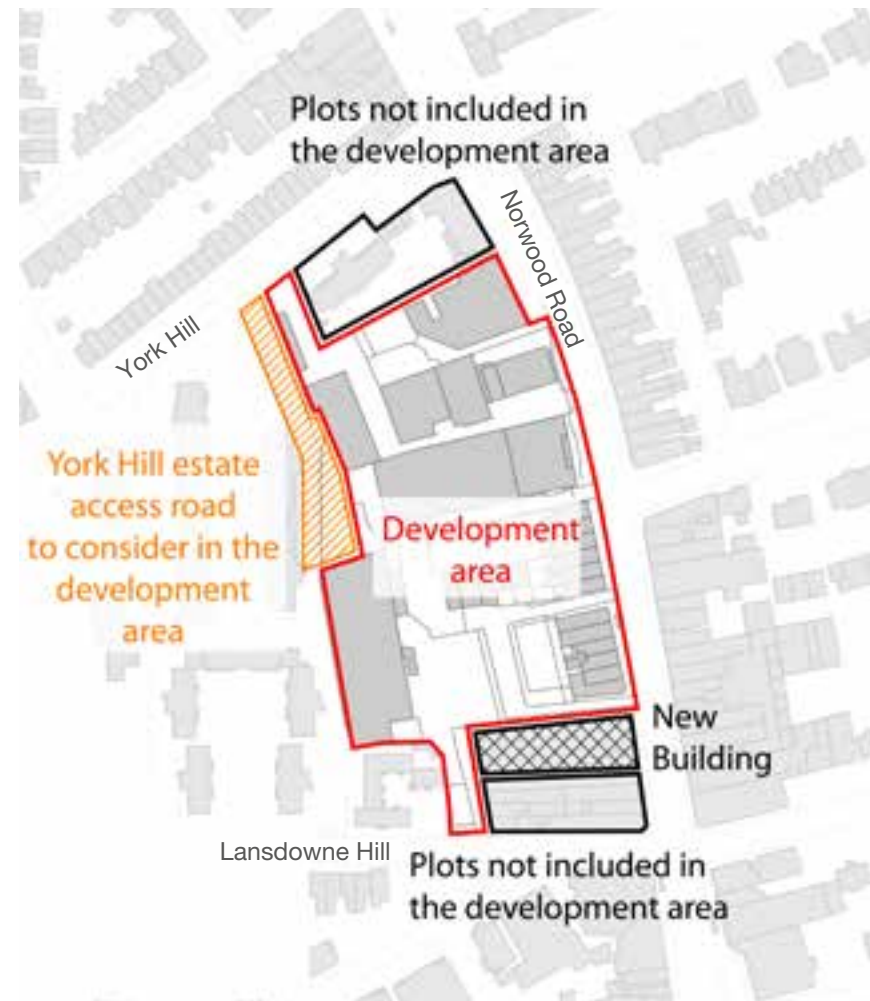 Plots not included in
the development area
Norwood Road
York Hill
York Hill estate
access road
to consider in the
development
area
Development
area
New
Building
Lansdowne Hill
Plots not included in
the development area